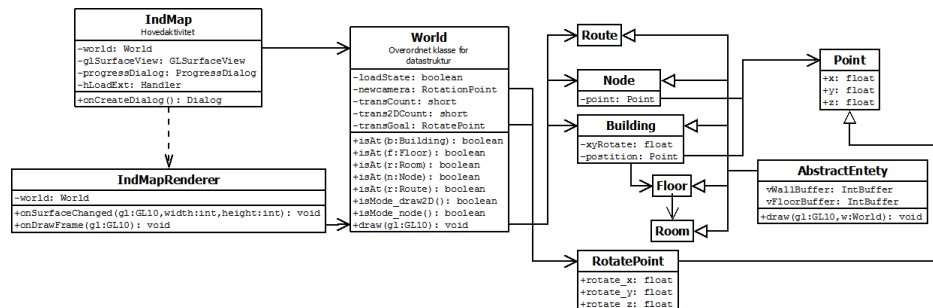 IndMap
Hovedaktivitet
-world: World
-glSurfaceView: GLSurfaceView
-progressDialog: ProgressDialog
-hLoadExt: Handler
+onCreateDialog(): Dialog
IndMapRenderer
-world: World
+onSurfaceChanged(gl:GL10,width:int,height:int): void
+onDrawFrame(gl:GL10): void
World
Overordnet klasse for
datastruktur
-loadState: boolean
-newcamera: RotationPoint
-transCount: short
-trans2DCount: short
-transGoal: RotatePoint
+isAt(b:Building): boolean
+isAt(f:Floor): boolean
+isAt(r:Room): boolean
+isAt(n:Node): boolean
+isAt(r:Route): boolean
+isMode_draw2D(): boolean
+isMode_node(): boolean
+draw(gl:GL10): void
Route
Node
-point: Point
Building
-xyRotate: float
-postition: Point
Floor
Room
RotatePoint
+rotate_x: float
+rotate_y: float
+rotate_z: float
Point
+x: float
+y: float
+z: float
AbstractEntety
vWallBuffer: IntBuffer
vFloorBuffer: IntBuffer
+draw(gl:GL10,w:World): void